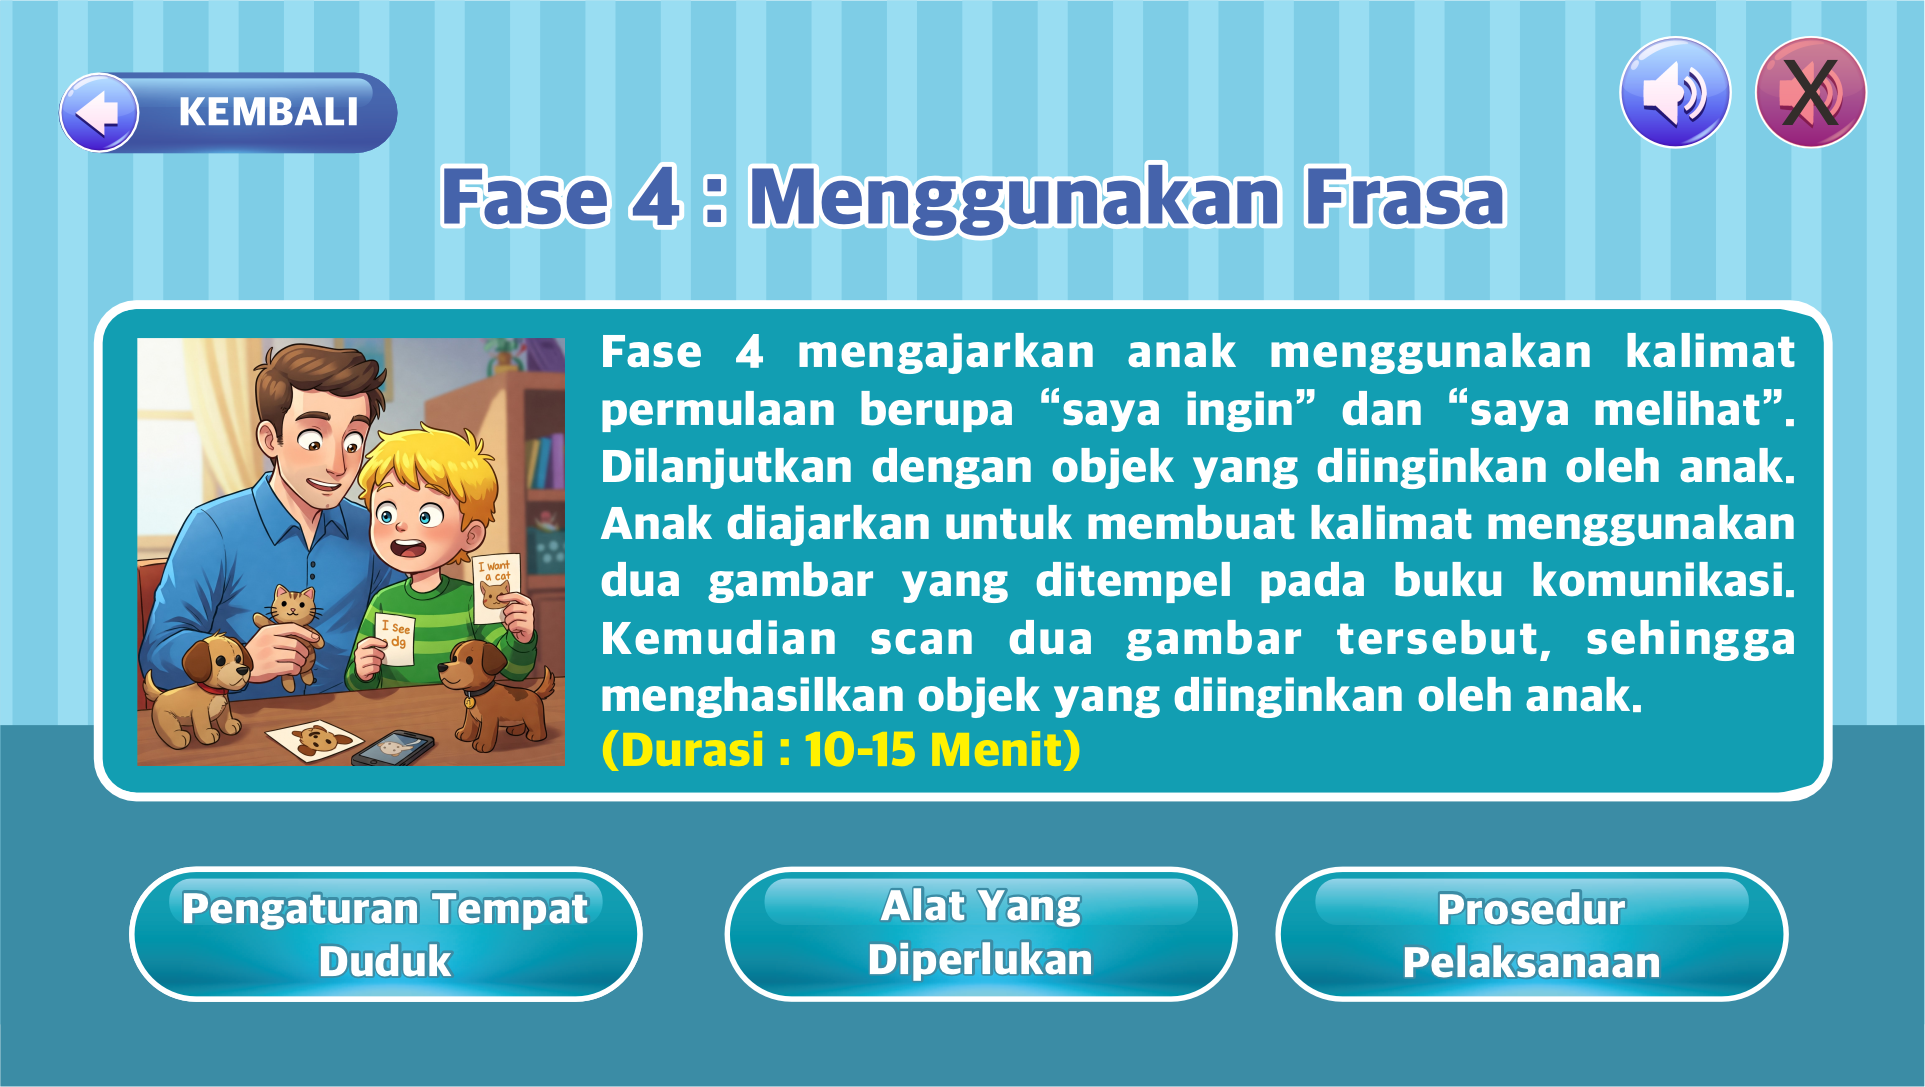 KEMBALI
X
Fase 4 : Menggunakan Frasa
Fase 4 mengajarkan anak menggunakan kalimat
permulaan berupa “saya ingin” dan “saya melihat”.
Dilanjutkan dengan objek yang diinginkan oleh anak.
Anak diajarkan untuk membuat kalimat menggunakan
dua gambar yang ditempel pada buku komunikasi.
Kemudian scan dua gambar tersebut, sehingga
menghasilkan objek yang diinginkan oleh anak.
(Durasi : 10-15 Menit)
I want
a cat
I see
dg
Pengaturan Tempat
Duduk
Alat Yang
Diperlukan
Prosedur
Pelaksanaan